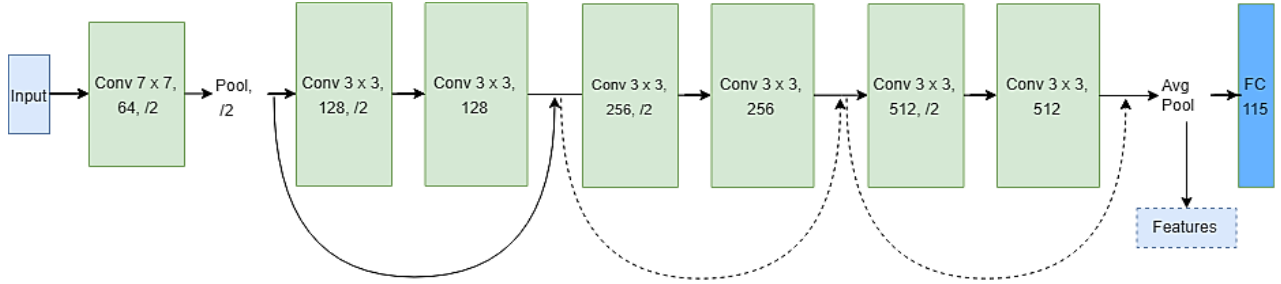 Input
Conv 7 x 7,
64, /2
Pool,
/2
Conv 3 x 3,
128, /2
Conv 3 x 3,
128
Conv 3 x 3,
256, /2
Conv 3 x 3,
256
Conv 3 x 3,
512, /2
Conv 3 x 3,
512
Avg
Pool
FC
115
Features